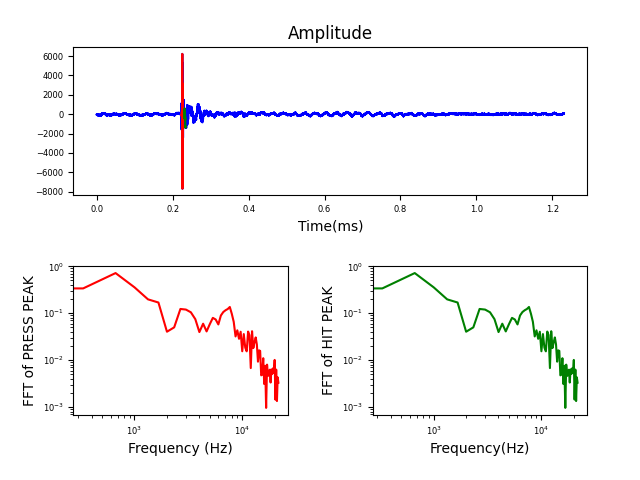 Amplitude
6000
4000
2000
0
−2000
−4000
−6000
−8000
0.0 0.2 0.4 0.6 0.8 1.0 1.2
Time(ms)
FFT of PRESS PEAK
10⁰
10⁻¹
10⁻²
10⁻³
10³ 10⁴
Frequency (Hz)
FFT of HIT PEAK
10⁰
10⁻¹
10⁻²
10⁻³
10³ 10⁴
Frequency(Hz)